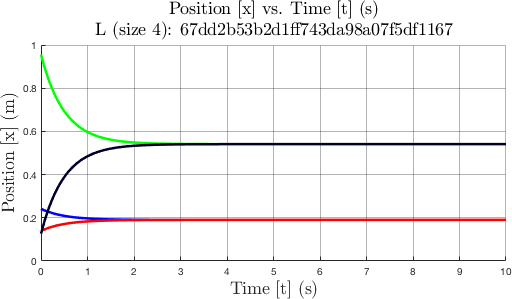 Position [x] vs. Time [t] (s)
L (size 4): 67dd2b53b2d1ff743da98a07f5df1167
Position [x] (m)
1
0.8
0.6
0.4
0.2
0
0 1 2 3 4 5 6 7 8 9 10
Time [t] (s)